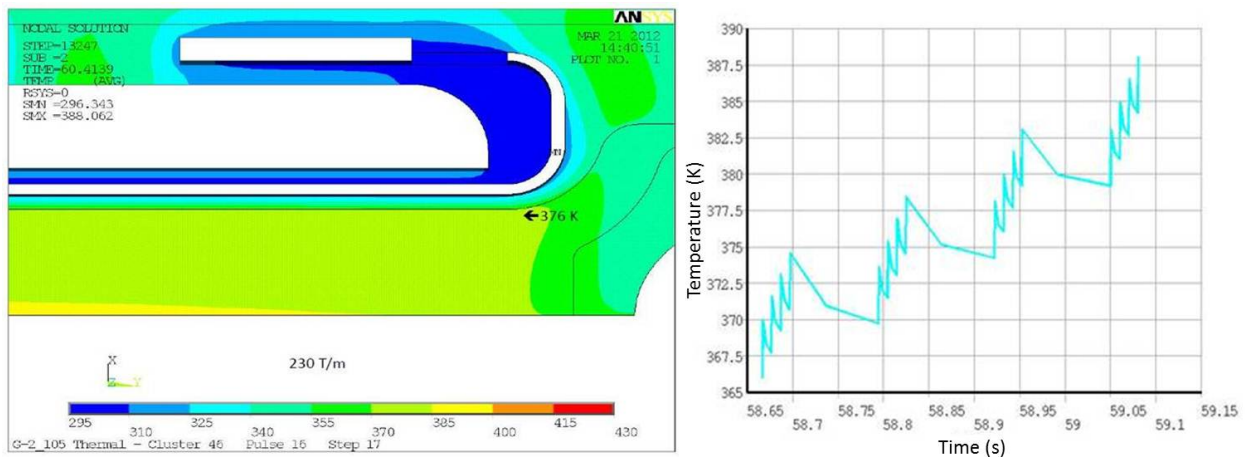 NODAL SOLUTION
STEP=13247
SUB =2
TIME=60.4139
TEMP (AVG)
RSYS=0
SMN =296.343
SMX =388.062
ANSYS
MAR 21 2012
14:40:51
PLOT NO. 1
←376 K
X
Z Y
230 T/m
295 325 355 385 415
310 340 370 400 430
G-2_105 Thermal - Cluster 46 Pulse 16 Step 17
Temperature (K)
390
387.5
385
382.5
380
377.5
375
372.5
370
367.5
365
58.65 58.75 58.85 58.95 59.05 59.15
58.7 58.8 58.9 59 59.1
Time (s)